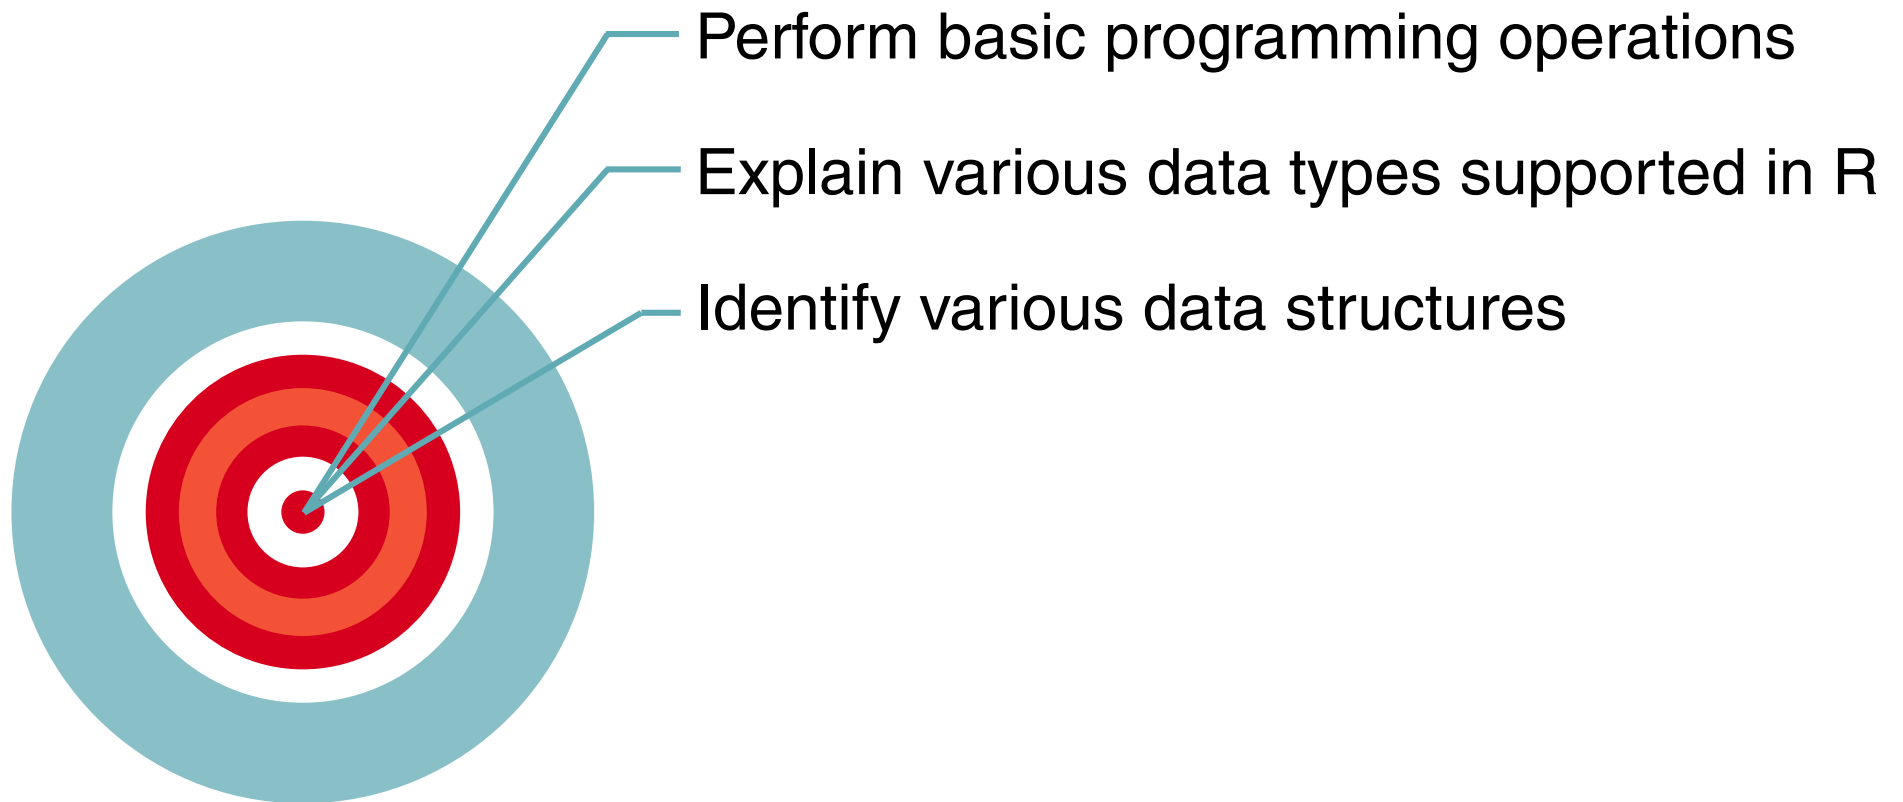 Perform basic programming operations
Explain various data types supported in R
Identify various data structures